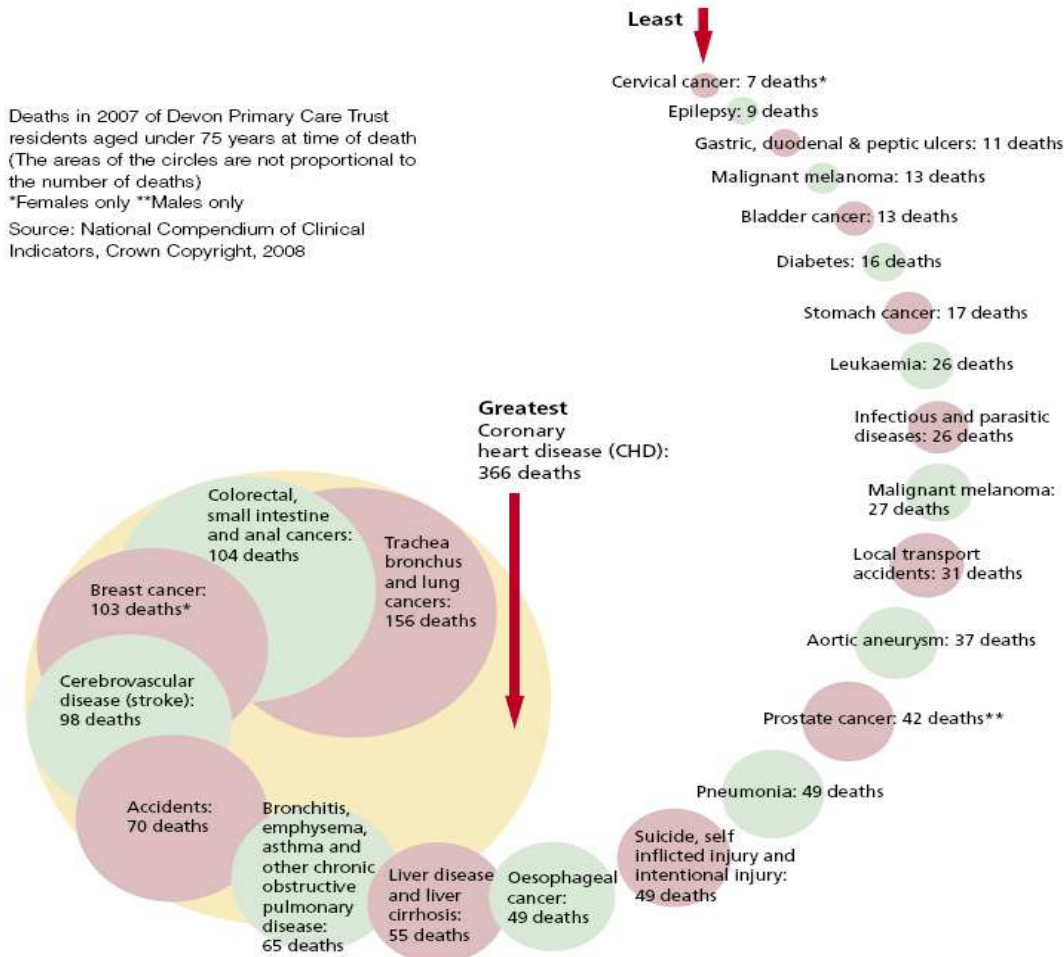 Least
Cervical cancer: 7 deaths*
Epilepsy: 9 deaths
Deaths in 2007 of Devon Primary Care Trust
residents aged under 75 years at time of death
(The areas of the circles are not proportional to
the number of deaths)
*Females only **Males only
Source: National Compendium of Clinical
Indicators, Crown Copyright, 2008
Gastric, duodenal & peptic ulcers: 11 deaths
Malignant melanoma: 13 deaths
Bladder cancer: 13 deaths
Diabetes: 16 deaths
Stomach cancer: 17 deaths
Leukaemia: 26 deaths
Infectious and parasitic
diseases: 26 deaths
Malignant melanoma:
27 deaths
Local transport
accidents: 31 deaths
Aortic aneurysm: 37 deaths
Prostate cancer: 42 deaths**
Pneumonia: 49 deaths
Suicide, self
inflicted injury and
intentional injury:
49 deaths
Oesophageal
cancer:
49 deaths
Liver disease
and liver
cirrhosis:
55 deaths
Bronchitis,
emphysema,
asthma and
other chronic
obstructive
pulmonary
disease:
65 deaths
Accidents:
70 deaths
Cerebrovascular
disease (stroke):
98 deaths
Breast cancer:
103 deaths*
Colorectal,
small intestine
and anal cancers:
104 deaths
Trachea
bronchus
and lung
cancers:
156 deaths
Greatest
Coronary
heart disease (CHD):
366 deaths